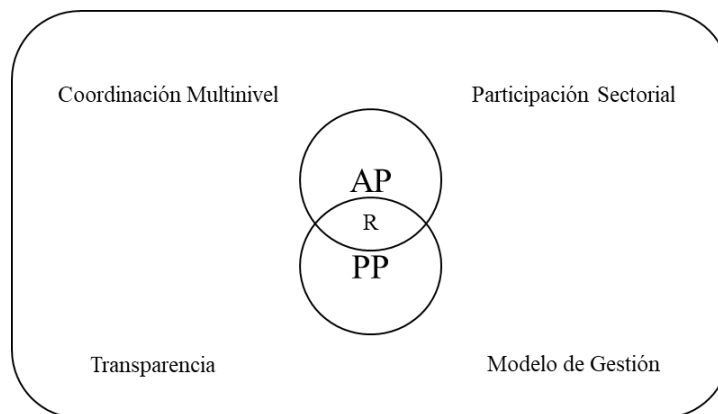 Coordinación Multinivel
Participación Sectorial
AP
R
PP
Transparencia
Modelo de Gestión